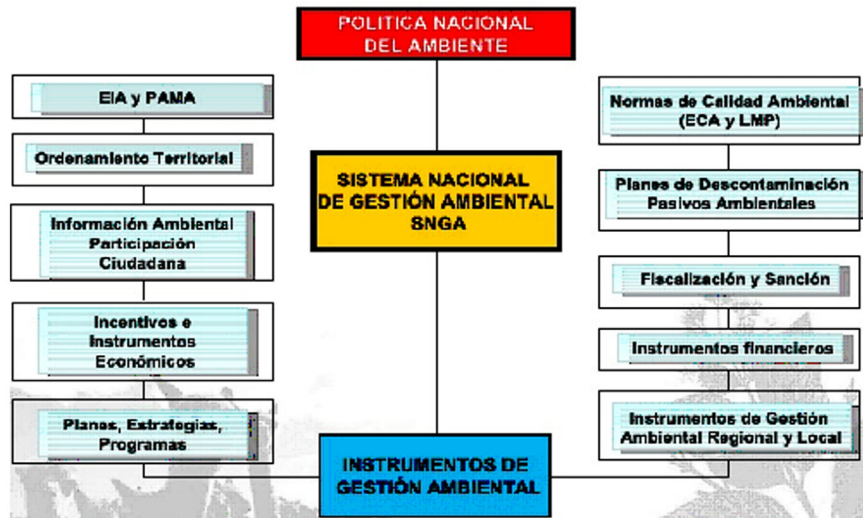 POLITICA NACIONAL
DEL AMBIENTE
EIA y PAMA
Ordenamiento Territorial
Información Ambiental
Participación
Ciudadana
Incentivos e
Instrumentos
Económicos
Planes, Estrategias,
Programas
SISTEMA NACIONAL
DE GESTIÓN AMBIENTAL
SNGA
INSTRUMENTOS DE
GESTIÓN AMBIENTAL
Normas de Calidad Ambiental
(ECA y LMP)
Planes de Descontaminación
Pasivos Ambientales
Fiscalización y Sanción
Instrumentos financieros
Instrumentos de Gestión
Ambiental Regional y Local